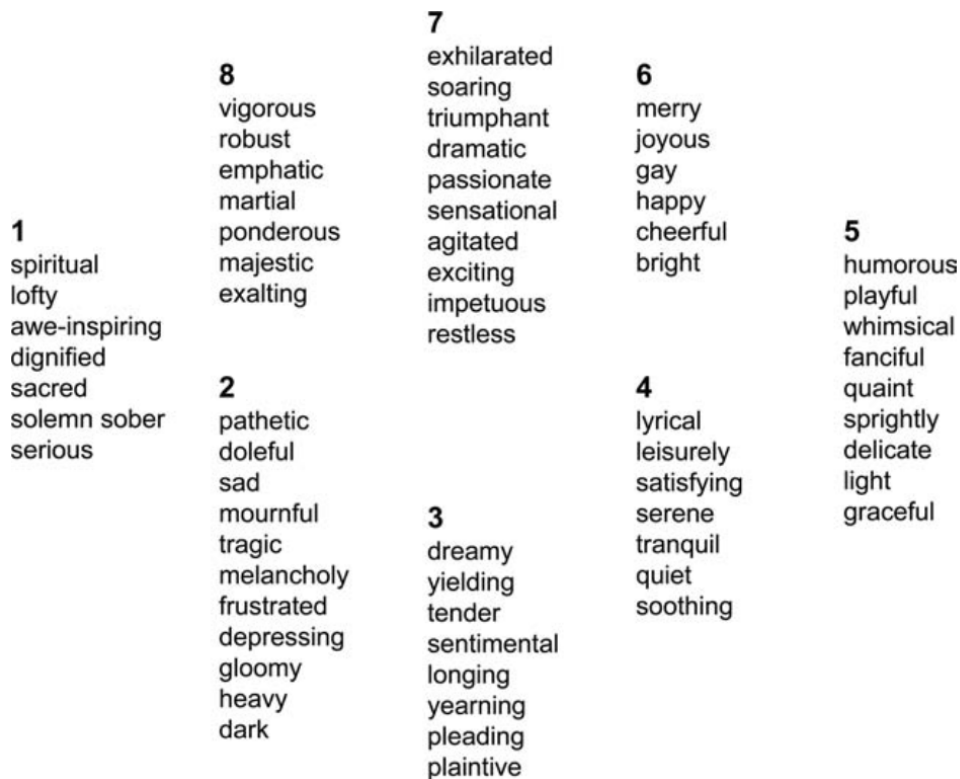 1
spiritual
lofty
awe-inspiring
dignified
sacred
solemn sober
serious
8
vigorous
robust
emphatic
martial
ponderous
majestic
exalting
2
pathetic
doleful
sad
mournful
tragic
melancholy
frustrated
depressing
gloomy
heavy
dark
7
exhilarated
soaring
triumphant
dramatic
passionate
sensational
agitated
exciting
impetuous
restless
3
dreamy
yielding
tender
sentimental
longing
yearning
pleading
plaintive
6
merry
joyous
gay
happy
cheerful
bright
4
lyrical
leisurely
satisfying
serene
tranquil
quiet
soothing
5
humorous
playful
whimsical
fanciful
quaint
sprightly
delicate
light
graceful